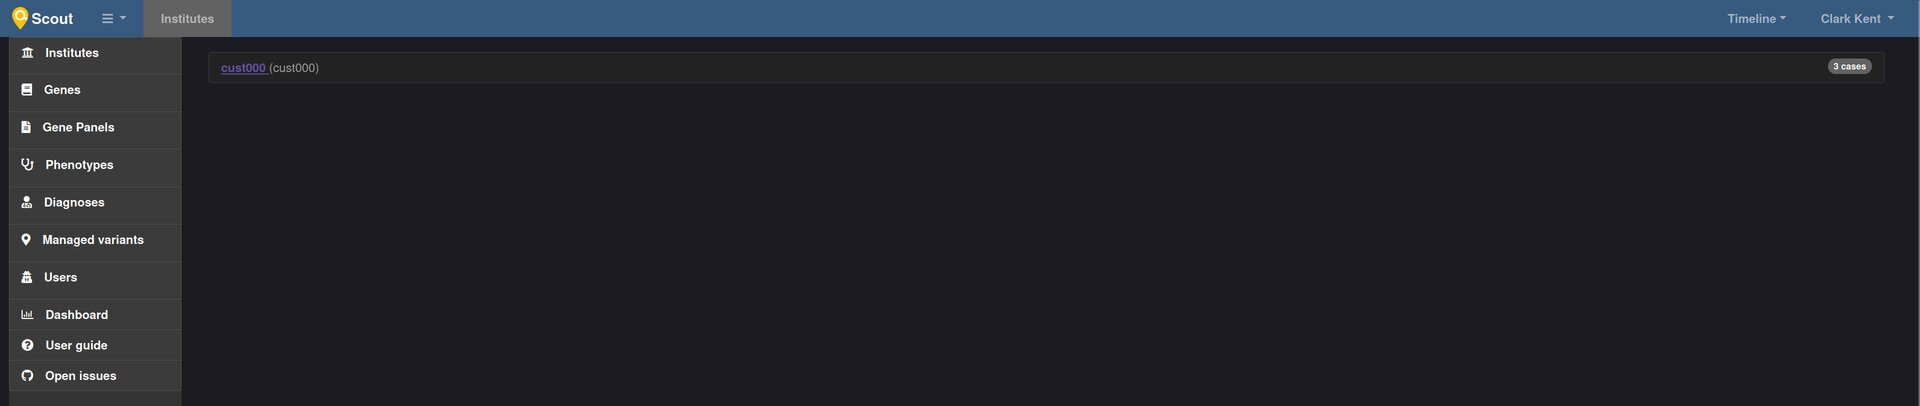 Scout
Institutes
Timeline
Clark Kent
Institutes
Genes
Gene Panels
Phenotypes
Diagnoses
Managed variants
Users
Dashboard
User guide
Open issues
cust000 (cust000)
3 cases